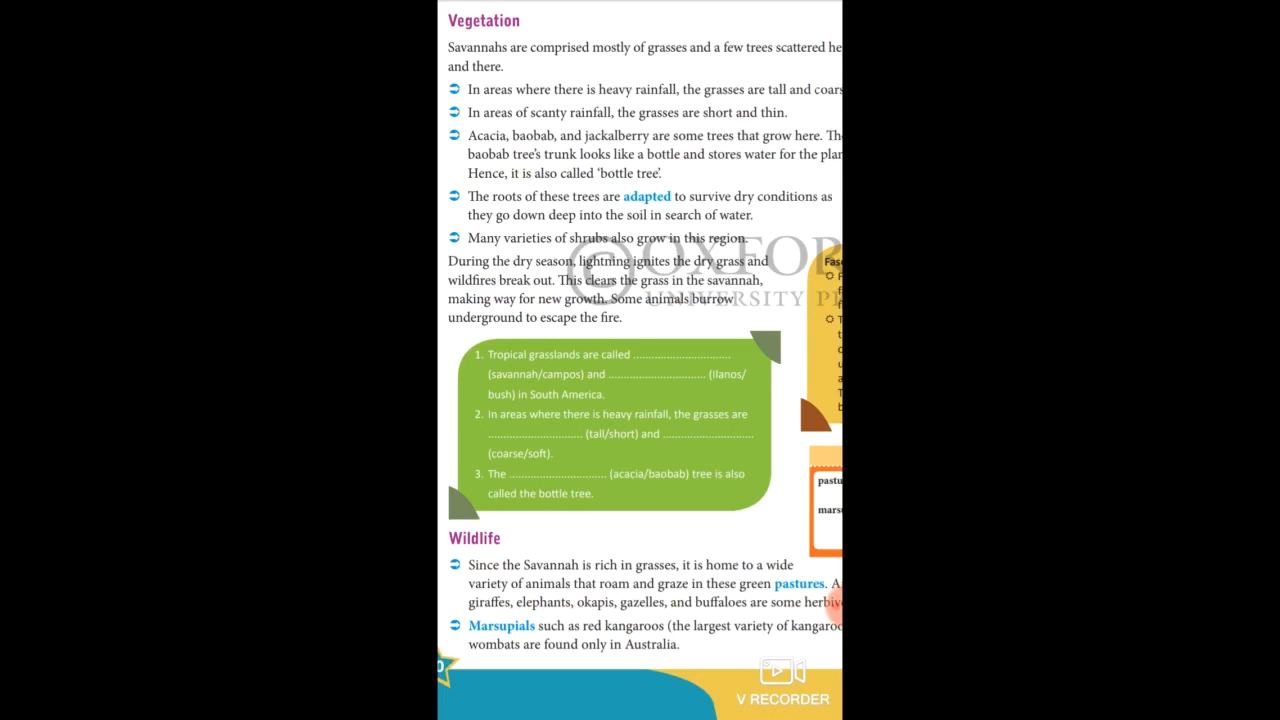 Vegetation
Savannahs are comprised mostly of grasses and a few trees scattered he
and there.
➲ In areas where there is heavy rainfall, the grasses are tall and coars
➲ In areas of scanty rainfall, the grasses are short and thin.
➲ Acacia, baobab, and jackalberry are some trees that grow here. Th
baobab tree's trunk looks like a bottle and stores water for the plan
Hence, it is also called 'bottle tree'.
➲ The roots of these trees are adapted to survive dry conditions as
they go down deep into the soil in search of water.
➲ Many varieties of shrubs also grow in this region.
During the dry season, lightning ignites the dry grass and
wildfires break out. This clears the grass in the savannah,
making way for new growth. Some animals burrow
underground to escape the fire.
© OXFOR
UNIVERSITY P
Fas
1. Tropical grasslands are called ................................
(savannah/campos) and ................................ (llanos/
bush) in South America.
2. In areas where there is heavy rainfall, the grasses are
............................... (tall/short) and ..............................
(coarse/soft).
3. The ................................ (acacia/baobab) tree is also
called the bottle tree.
pastu
mars
Wildlife
➲ Since the Savannah is rich in grasses, it is home to a wide
variety of animals that roam and graze in these green pastures. A
giraffes, elephants, okapis, gazelles, and buffaloes are some herbiv
➲ Marsupials such as red kangaroos (the largest variety of kangaroo
wombats are found only in Australia.
0
V RECORDER